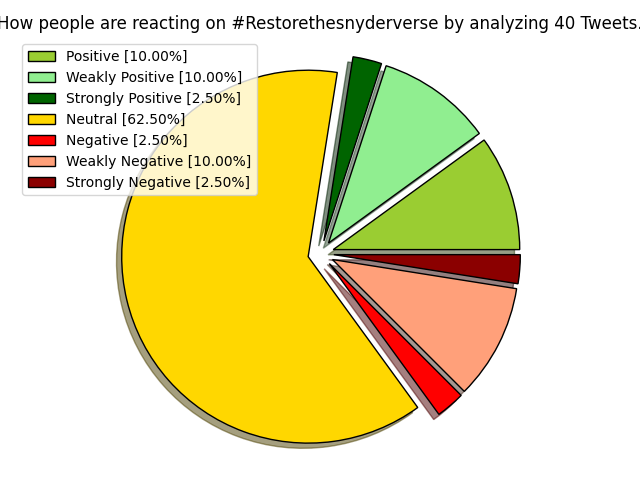 How people are reacting on #Restorethesnyderverse by analyzing 40 Tweets.
Positive [10.00%]
Weakly Positive [10.00%]
Strongly Positive [2.50%]
Neutral [62.50%]
Negative [2.50%]
Weakly Negative [10.00%]
Strongly Negative [2.50%]